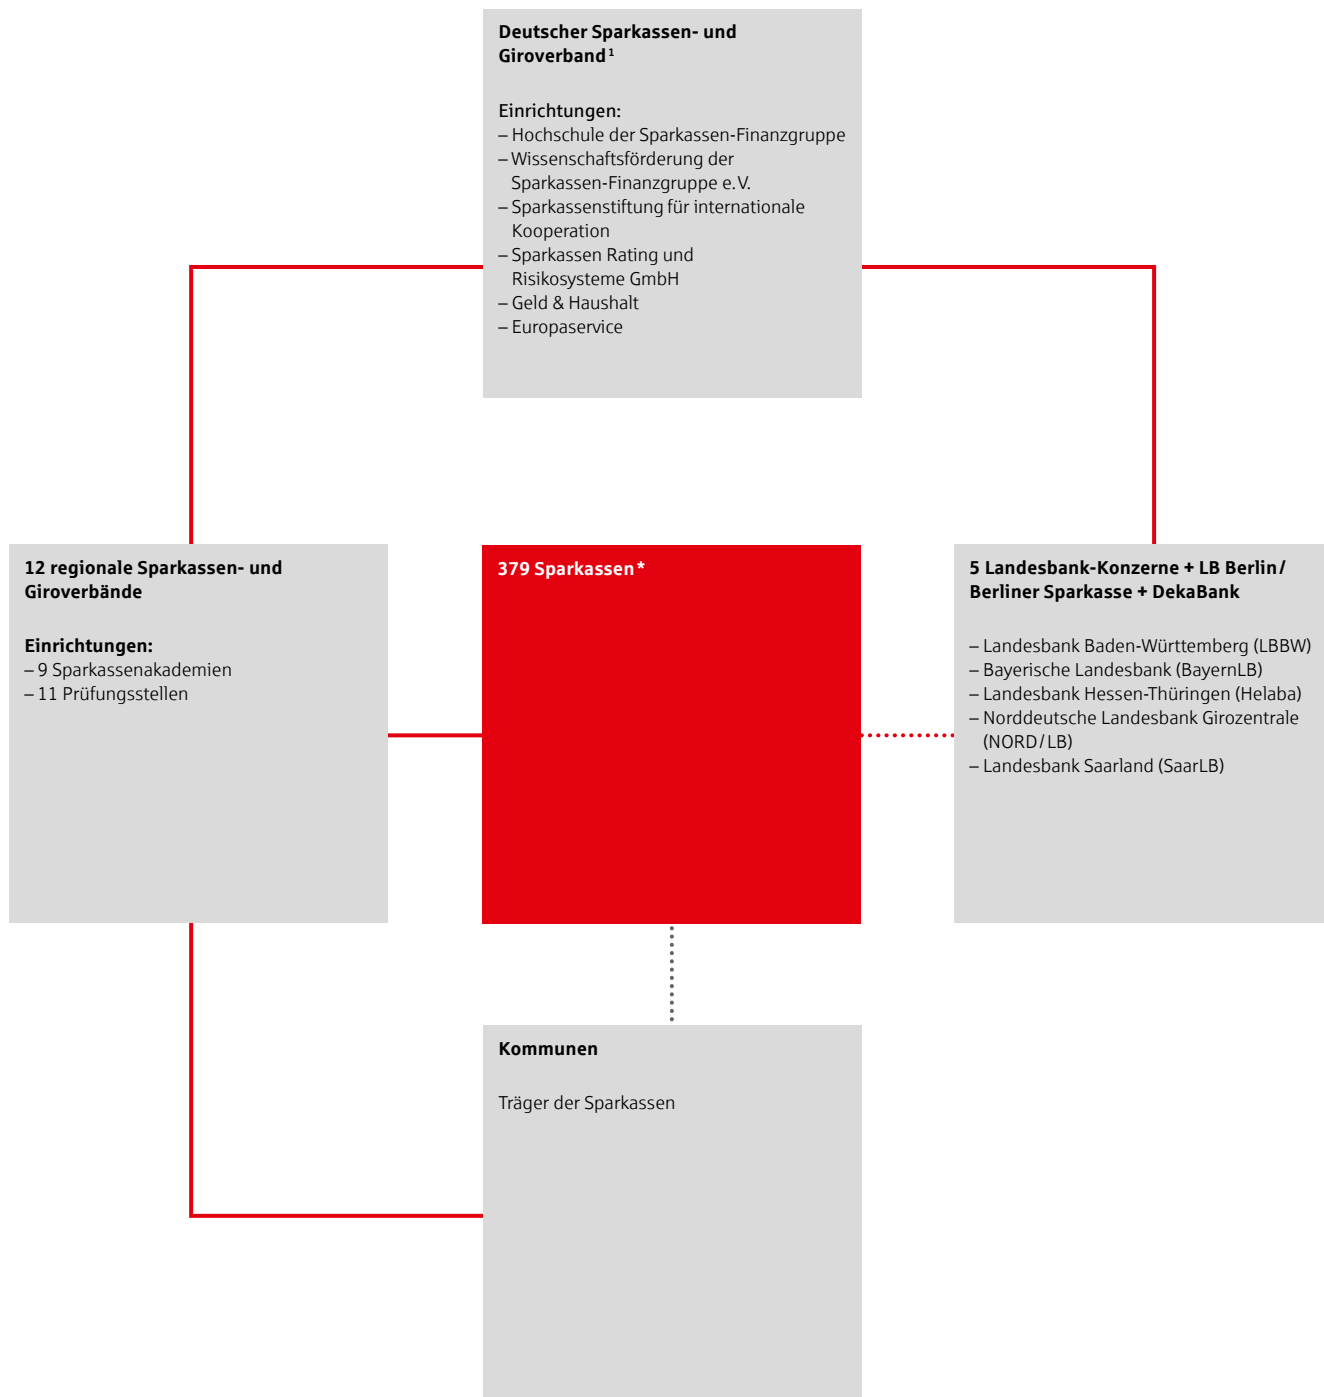 Deutscher Sparkassen- und
Giroverband¹
Einrichtungen:
– Hochschule der Sparkassen-Finanzgruppe
– Wissenschaftsförderung der
Sparkassen-Finanzgruppe e. V.
– Sparkassenstiftung für internationale
Kooperation
– Sparkassen Rating und
Risikosysteme GmbH
– Geld & Haushalt
– Europaservice
12 regionale Sparkassen- und
Giroverbände
Einrichtungen:
– 9 Sparkassenakademien
– 11 Prüfungsstellen
379 Sparkassen*
5 Landesbank-Konzerne + LB Berlin/
Berliner Sparkasse + DekaBank
– Landesbank Baden-Württemberg (LBBW)
– Bayerische Landesbank (BayernLB)
– Landesbank Hessen-Thüringen (Helaba)
– Norddeutsche Landesbank Girozentrale
(NORD/LB)
– Landesbank Saarland (SaarLB)
Kommunen
Träger der Sparkassen